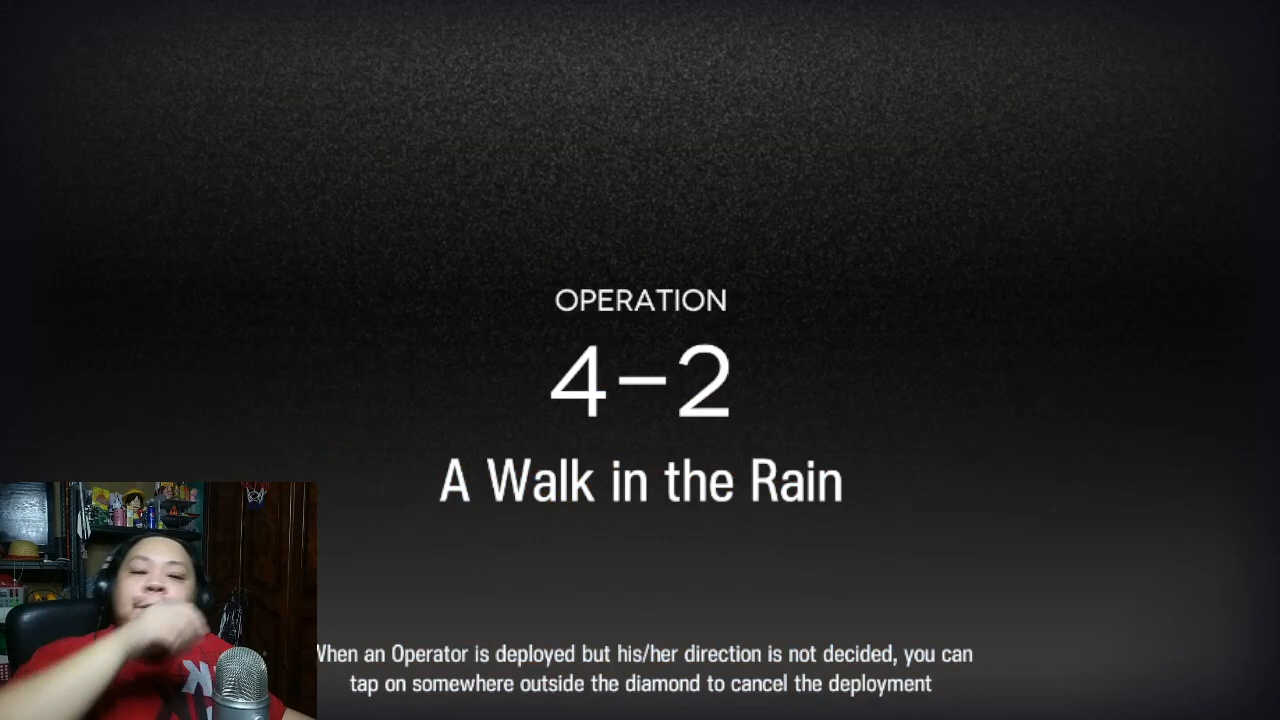 OPERATION
4-2
A Walk in the Rain
When an Operator is deployed but his/her direction is not decided, you can
tap on somewhere outside the diamond to cancel the deployment